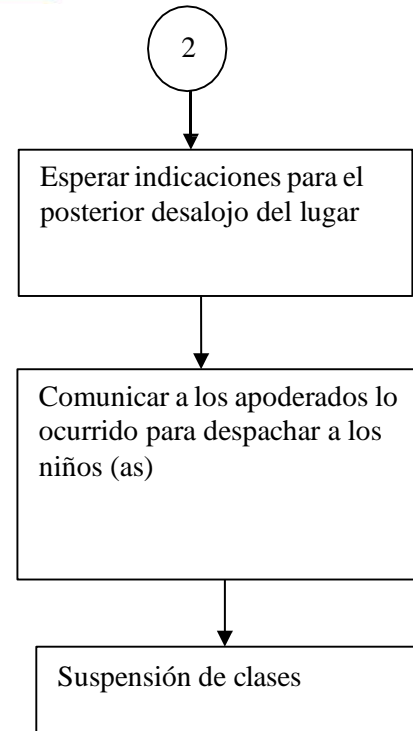 2
Esperar indicaciones para el
posterior desalojo del lugar
Comunicar a los apoderados lo
ocurrido para despachar a los
niños (as)
Suspensión de clases